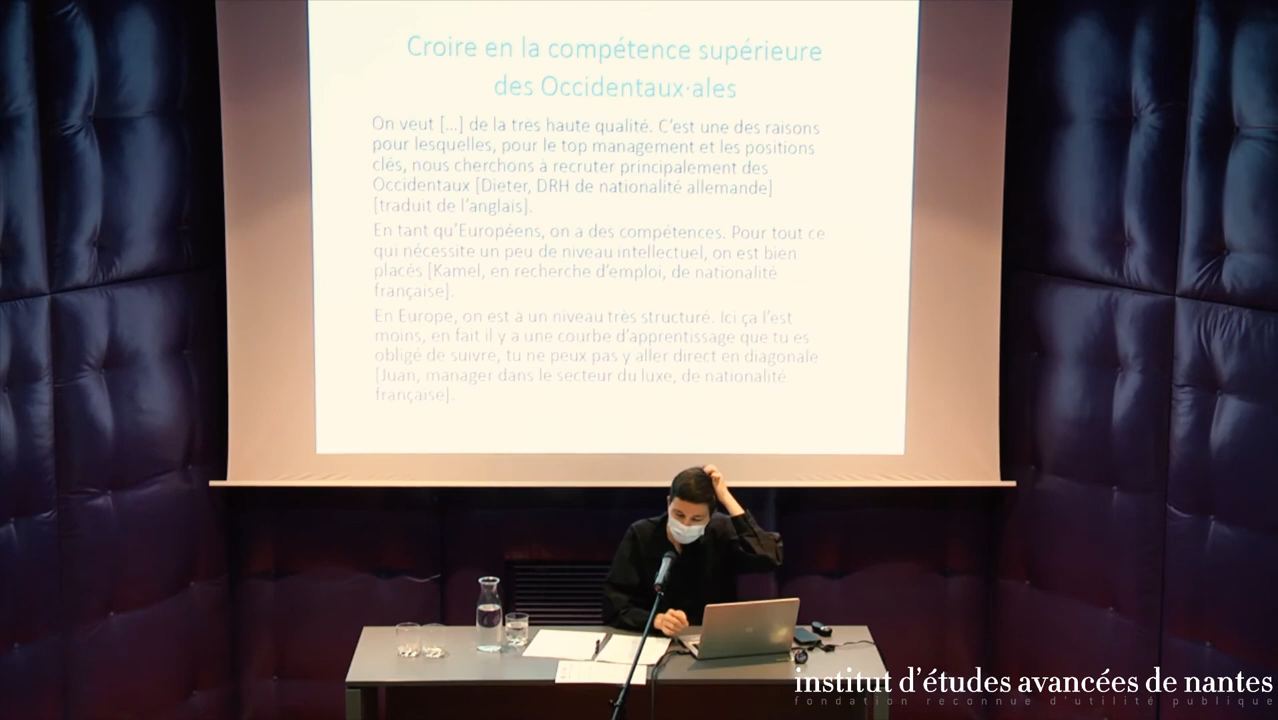 Croire en la compétence supérieure
des Occidentaux·ales
On veut [...] de la très haute qualité. C'est une des raisons
pour lesquelles, pour le top management et les positions
clés, nous cherchons à recruter principalement des
Occidentaux [Dieter, DRH de nationalité allemande]
[traduit de l'anglais].
En tant qu'Européens, on a des compétences. Pour tout ce
qui nécessite un peu de niveau intellectuel, on est bien
placés [Kamel, en recherche d'emploi, de nationalité
française].
En Europe, on est à un niveau très structuré. Ici ça l'est
moins, en fait il y a une courbe d'apprentissage que tu es
obligé de suivre, tu ne peux pas y aller direct en diagonale
[Juan, manager dans le secteur du luxe, de nationalité
française].
institut d'études avancées de nantes
fondation reconnue d'utilité publique